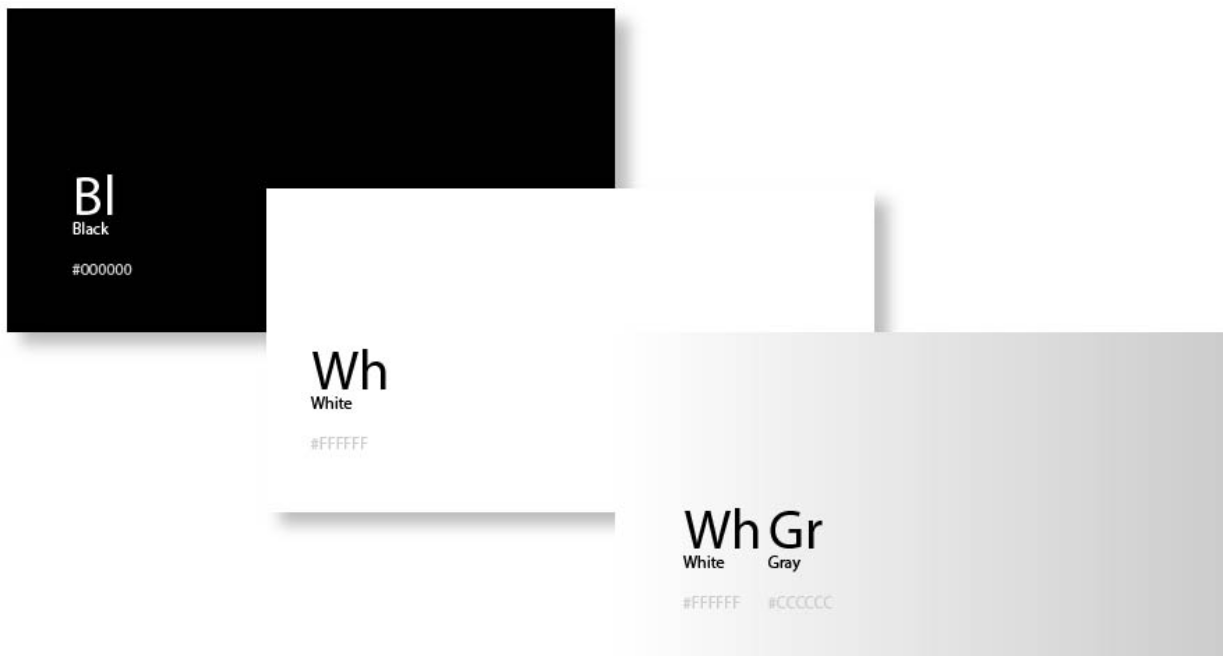 Bl
Black
#000000
Wh
White
#FFFFFF
Wh Gr
White Gray
#FFFFFF #CCCCCC